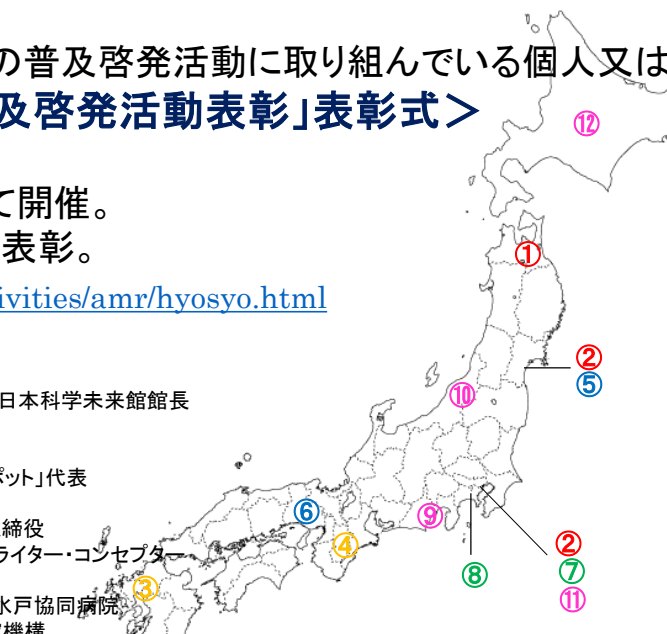 の普及啓発活動に取り組んでいる個人又は
及啓発活動表彰」表彰式＞
て開催。
表彰。
ivities/amr/hyosyo.html
日本科学未来館館長
ポット」代表
締役
ライター・コンセプター
水戸協同病院
機構
⑫
①
②
⑤
⑩
⑥
⑨
④
②
⑧
⑦
③
⑪